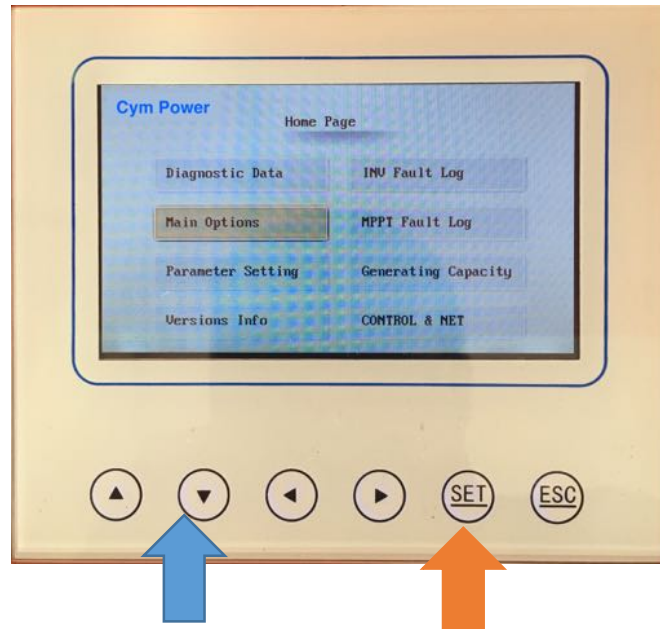 Cym Power
Home Page
Diagnostic Data
INV Fault Log
Main Options
MPPT Fault Log
Parameter Setting
Generating Capacity
Versions Info
CONTROL & NET
SET
ESC